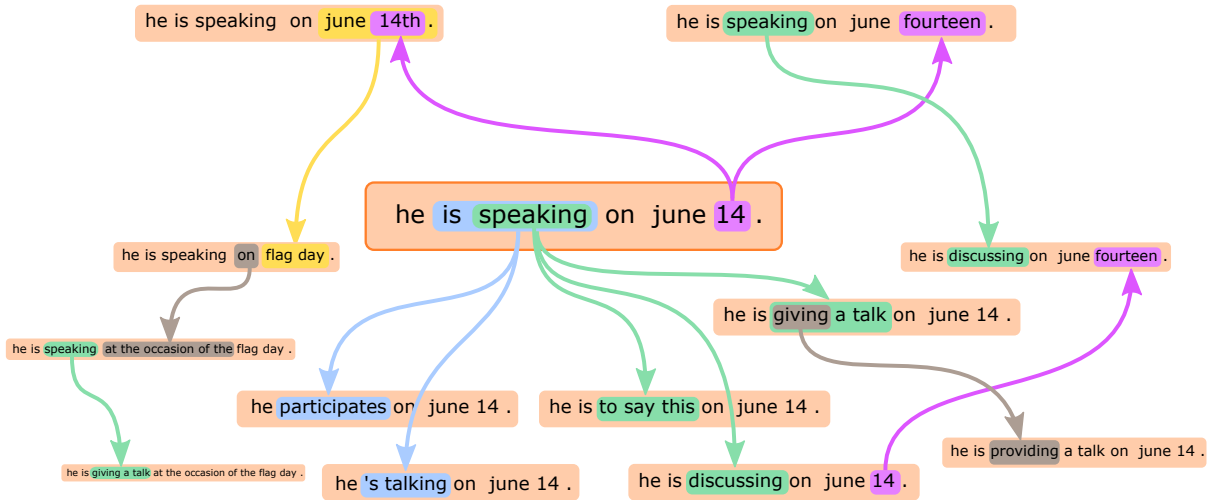 he is speaking on june 14th .
he is speaking on june fourteen .
he is speaking on june 14 .
he is speaking on flag day .
he is discussing on june fourteen .
he is giving a talk on june 14 .
he is speaking at the occasion of the flag day .
he participates on june 14 .
he is to say this on june 14 .
he is providing a talk on june 14 .
he is giving a talk at the occasion of the flag day .
he 's talking on june 14 .
he is discussing on june 14 .